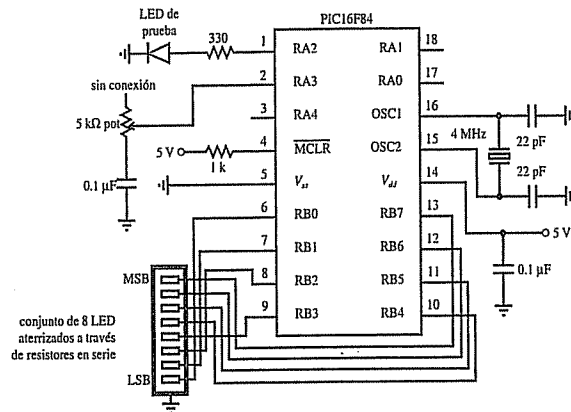 LED de
prueba
330
sin conexión
5 kΩ pot
0.1 µF
5 V
1 k
PIC16F84
1 RA2
2 RA3
3 RA4
4 MCLR
5 Vss
6 RB0
7 RB1
8 RB2
9 RB3
RA1 18
RA0 17
OSC1 16
OSC2 15
Vdd 14
RB7 13
RB6 12
RB5 11
RB4 10
4 MHz
22 pF
22 pF
5 V
0.1 µF
MSB
conjunto de 8 LED
aterrizados a través
de resistores en serie
LSB